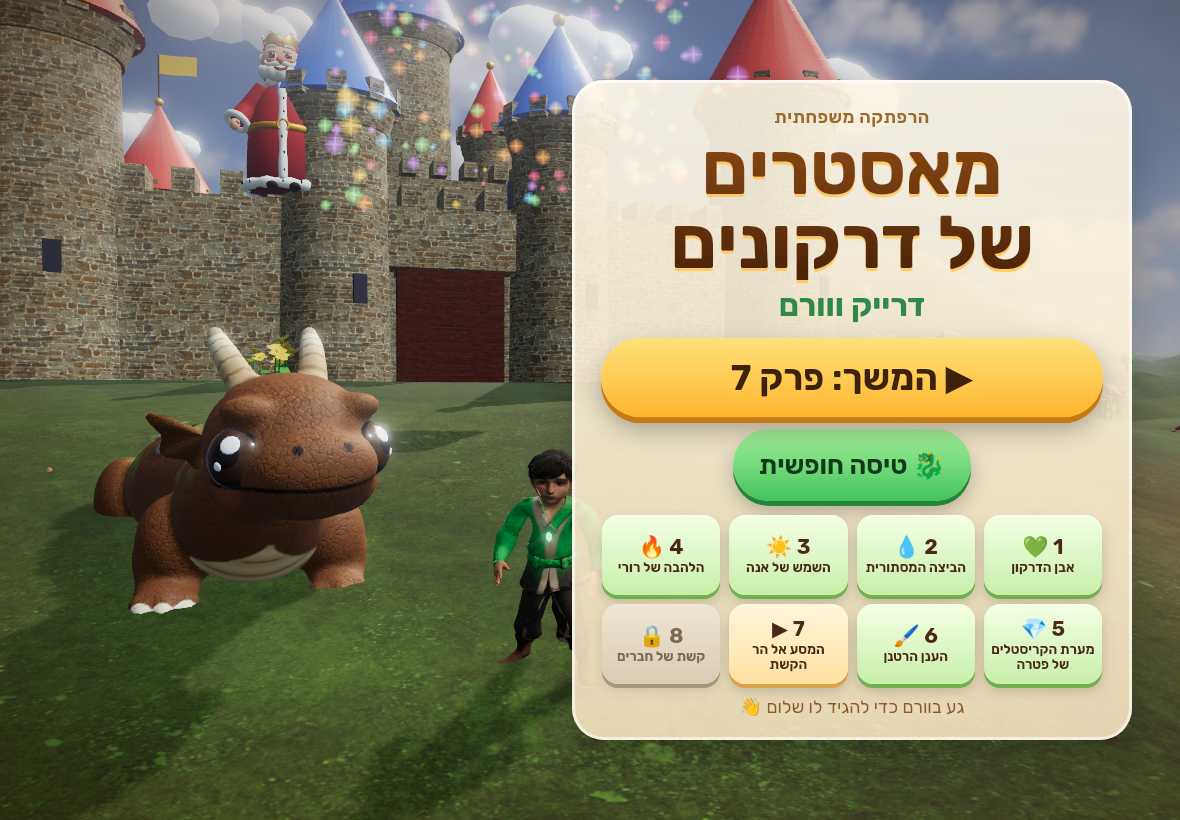 הרפתקה משפחתית
מאסטרים
של דרקונים
דרייק ווורם
▶ המשך: פרק 7
🐉 טיסה חופשית
1 💚
אבן הדרקון
2 💧
הביצה המסתורית
3 ☀️
השמש של אנה
4 🔥
הלהבה של רורי
5 💎
מערת הקריסטלים
של פטרה
6 🖌️
הענן הרטנן
7 ▶
המסע אל הר
הקשת
8 🔒
קשת של חברים
גע בוורם כדי להגיד לו שלום 👋